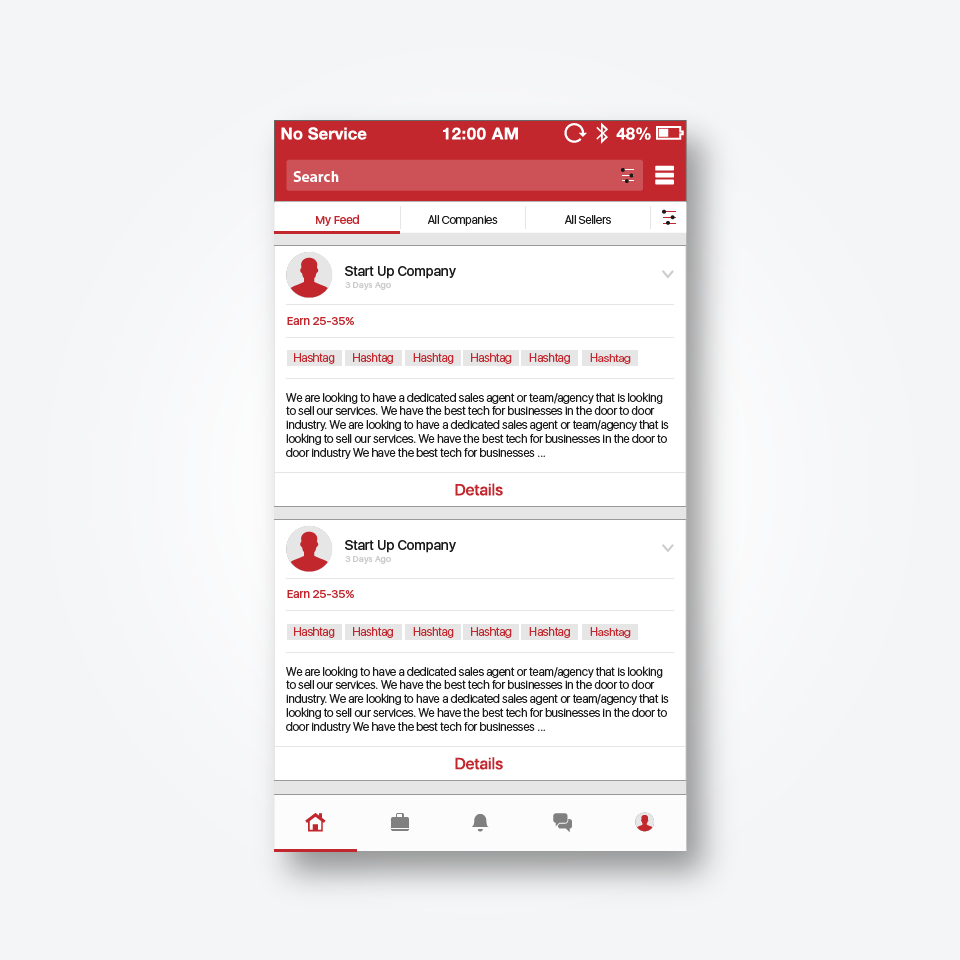 No Service 12:00 AM 48%
Search
My Feed All Companies All Sellers
Start Up Company
3 Days Ago
Earn 25-35%
Hashtag Hashtag Hashtag Hashtag Hashtag Hashtag
We are looking to have a dedicated sales agent or team/agency that is looking
to sell our services. We have the best tech for businesses in the door to door
industry. We are looking to have a dedicated sales agent or team/agency that is
looking to sell our services. We have the best tech for businesses in the door to
door industry We have the best tech for businesses ...
Details
Start Up Company
3 Days Ago
Earn 25-35%
Hashtag Hashtag Hashtag Hashtag Hashtag Hashtag
We are looking to have a dedicated sales agent or team/agency that is looking
to sell our services. We have the best tech for businesses in the door to door
industry. We are looking to have a dedicated sales agent or team/agency that is
looking to sell our services. We have the best tech for businesses in the door to
door industry We have the best tech for businesses ...
Details